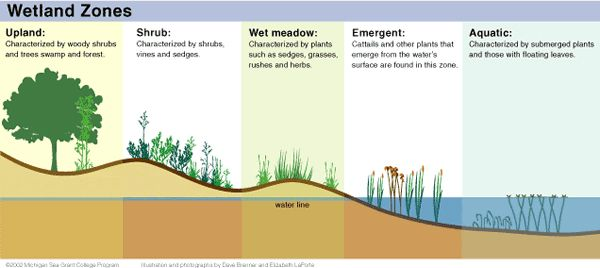 Wetland Zones
Upland:
Characterized by woody shrubs
and trees swamp and forest.
Shrub:
Characterized by shrubs,
vines and sedges.
Wet meadow:
Characterized by plants
such as sedges, grasses,
rushes and herbs.
Emergent:
Cattails and other plants that
emerge from the water's
surface are found in this zone.
Aquatic:
Characterized by submerged plants
and those with floating leaves.
water line
©2002 Michigan Sea Grant College Program
Illustration and photographs by Dave Brenner and Elizabeth LaPorte